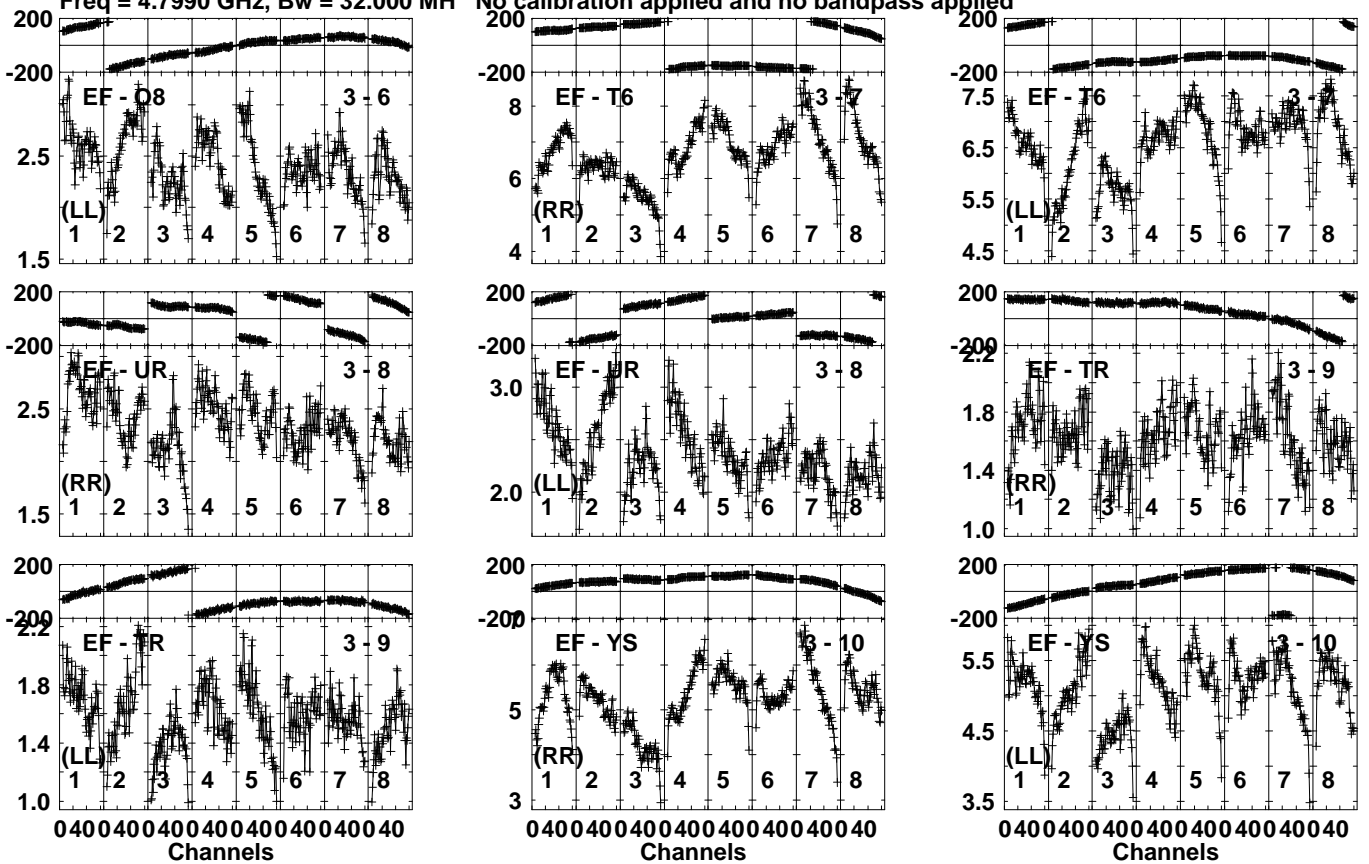 Freq = 4.7990 GHz, Bw = 32.000 MH No calibration applied and no bandpass applied
200 200 200
-200 -200 -200
EF - O8 3 - 6 EF - T6 3 - 7 EF - T6 3 - 7
2.5 8 6 7.5 6.5 5.5
(LL) (RR) (LL)
1 2 3 4 5 6 7 8 1 2 3 4 5 6 7 8 1 2 3 4 5 6 7 8
1.5 4 4.5
200 200 200
-200 -200 -200
EF - UR 3 - 8 EF - UR 3 - 8 EF - TR 3 - 9
2.5 3.0 2.2 1.8 1.4
(RR) (LL) (RR)
1 2 3 4 5 6 7 8 1 2 3 4 5 6 7 8 1 2 3 4 5 6 7 8
1.5 2.0 1.0
200 200 200
-200 -200 -200
EF - TR 3 - 9 EF - YS 3 - 10 EF - YS 3 - 10
2.2 1.8 1.4 7 5 5.5 4.5
(LL) (RR) (LL)
1 2 3 4 5 6 7 8 1 2 3 4 5 6 7 8 1 2 3 4 5 6 7 8
1.0 3 3.5
0 40 0 40 0 40 0 40 0 40 0 40 0 40 0 40 0 40 0 40 0 40 0 40 0 40 0 40 0 40 0 40 0 40 0 40 0 40 0 40 0 40 0 40 0 40 0 40
Channels Channels Channels